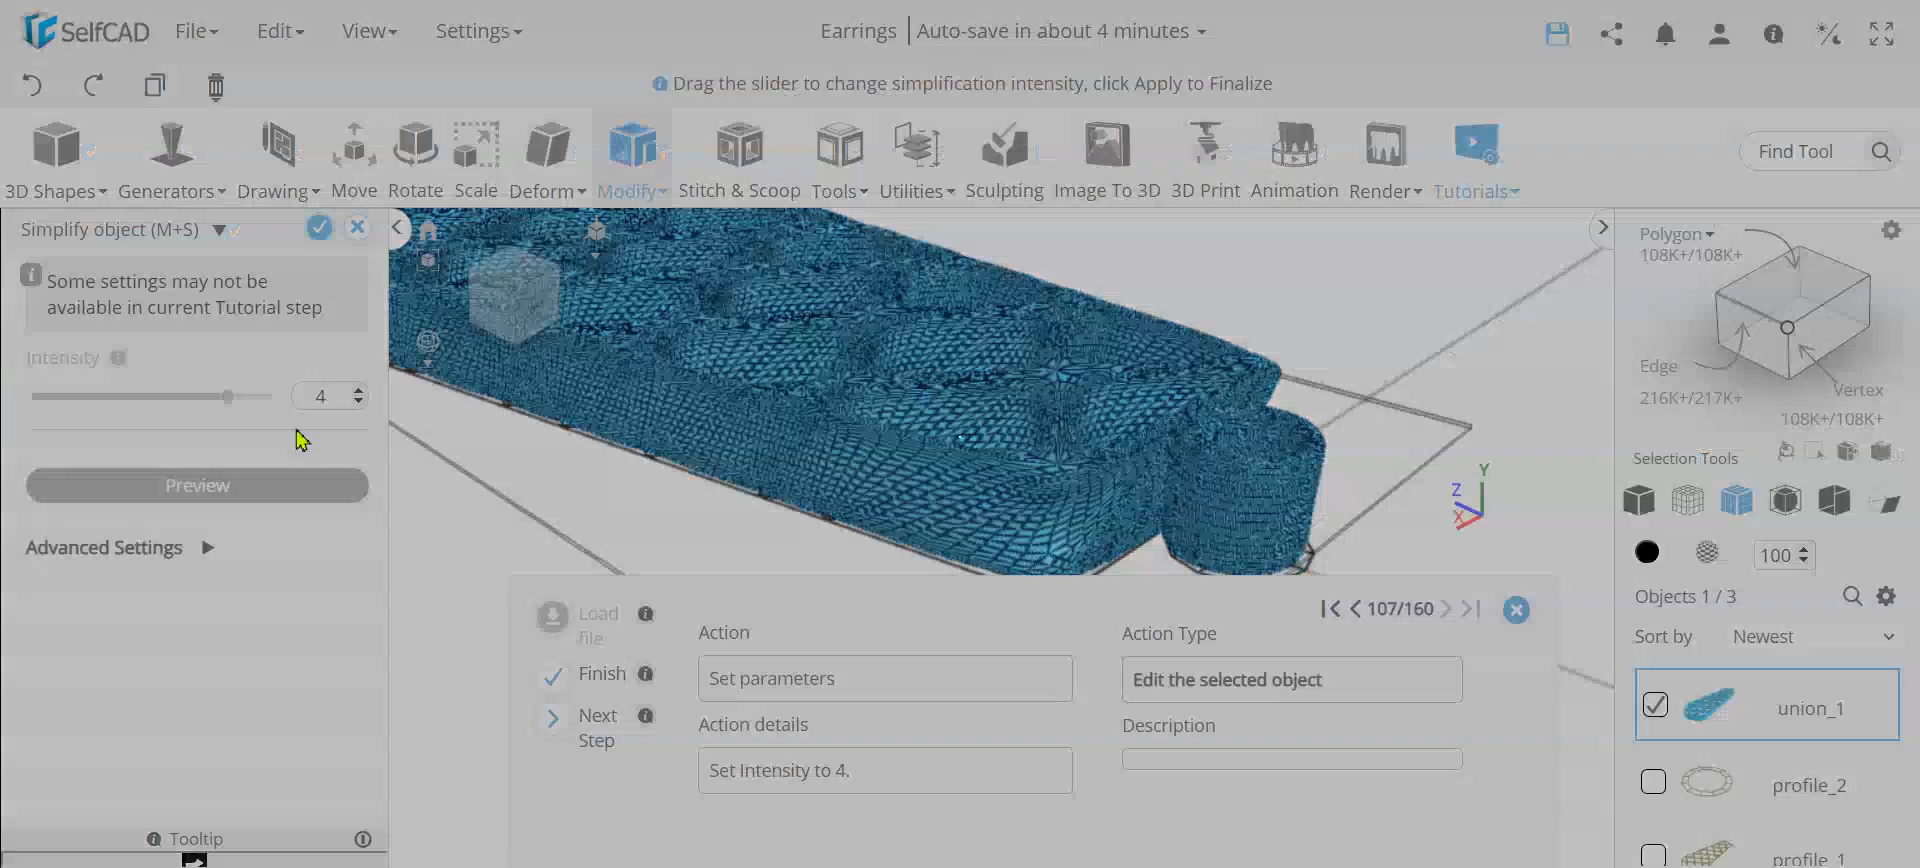 SelfCAD File Edit View Settings Earrings Auto-save in about 4 minutes
Drag the slider to change simplification intensity, click Apply to Finalize
3D Shapes Generators Drawing Move Rotate Scale Deform Modify Stitch & Scoop Tools Utilities Sculpting Image To 3D 3D Print Animation Render Tutorials Find Tool
Simplify object (M+S)
Some settings may not be
available in current Tutorial step
Intensity
4
Preview
Advanced Settings
Tooltip
Y
Z
X
Load
file
Finish
Next
Step
Action
Set parameters
Action details
Set Intensity to 4.
107/160
Action Type
Edit the selected object
Description
Polygon
108K+/108K+
Edge
216K+/217K+
Vertex
108K+/108K+
Selection Tools
100
Objects 1 / 3
Sort by Newest
union_1
profile_2
profile_1